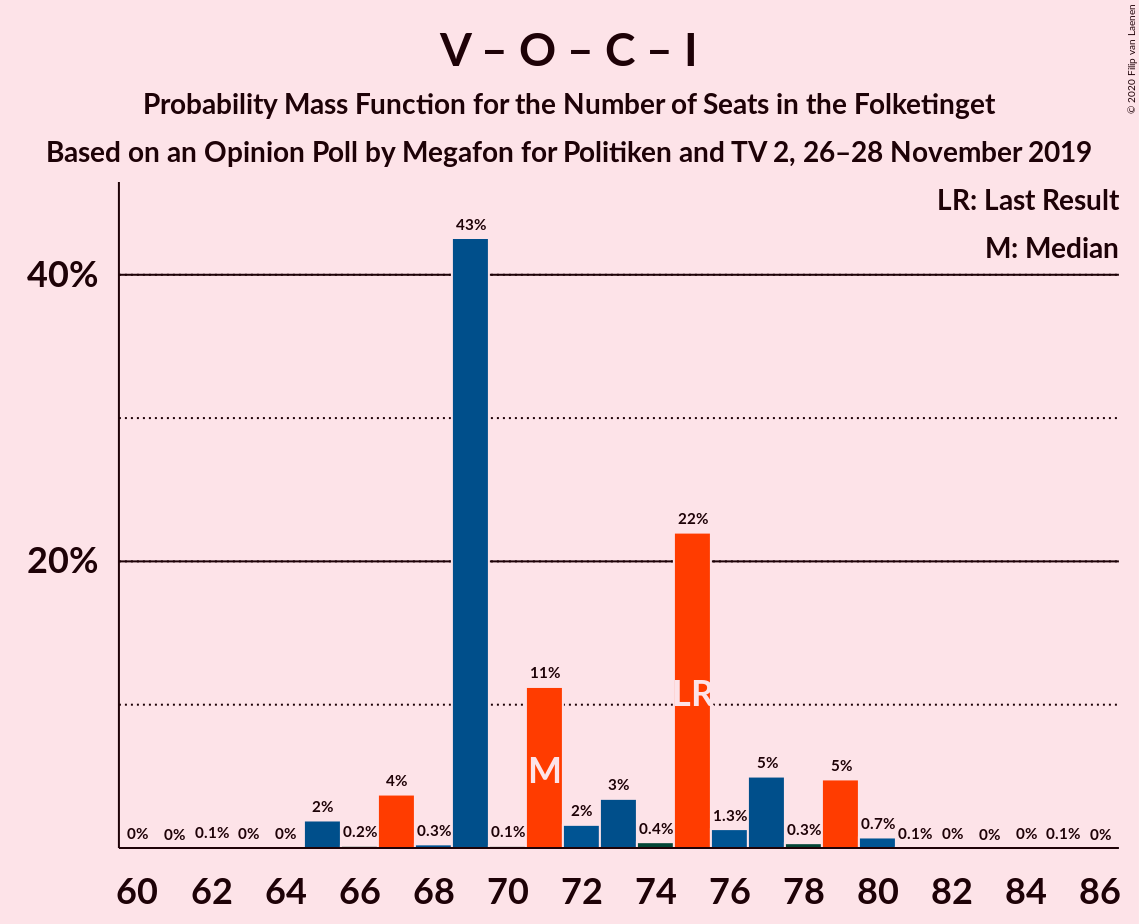 V – O – C – I
Probability Mass Function for the Number of Seats in the Folketinget
Based on an Opinion Poll by Megafon for Politiken and TV 2, 26–28 November 2019
© 2020 Filip van Laenen
LR: Last Result
M: Median
40%
20%
0% 0% 0.1% 0% 0% 2% 0.2% 4% 0.3% 43% 0.1% 11% 2% 3% 0.4% 22% 1.3% 5% 0.3% 5% 0.7% 0.1% 0% 0% 0% 0.1% 0%
M
LR
60 62 64 66 68 70 72 74 76 78 80 82 84 86